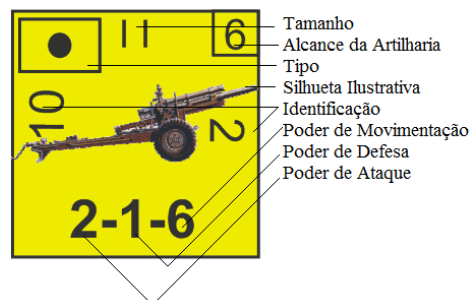 II
6
10
2
2-1-6
Tamanho
Alcance da Artilharia
Tipo
Silhueta Ilustrativa
Identificação
Poder de Movimentação
Poder de Defesa
Poder de Ataque